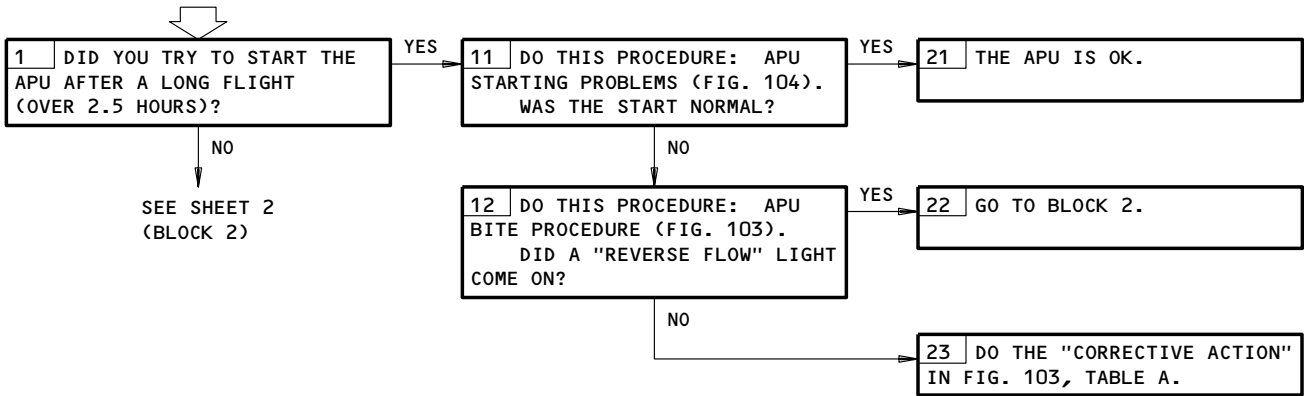 1 DID YOU TRY TO START THE
APU AFTER A LONG FLIGHT
(OVER 2.5 HOURS)?
YES
NO
SEE SHEET 2
(BLOCK 2)
11 DO THIS PROCEDURE: APU
STARTING PROBLEMS (FIG. 104).
WAS THE START NORMAL?
YES
NO
21 THE APU IS OK.
12 DO THIS PROCEDURE: APU
BITE PROCEDURE (FIG. 103).
DID A "REVERSE FLOW" LIGHT
COME ON?
YES
NO
22 GO TO BLOCK 2.
23 DO THE "CORRECTIVE ACTION"
IN FIG. 103, TABLE A.